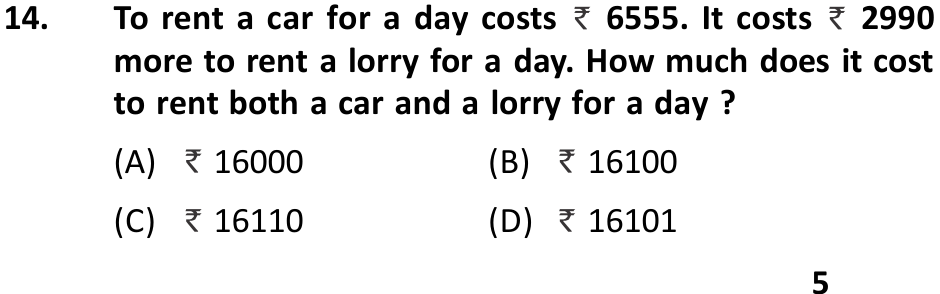 14. To rent a car for a day costs ₹ 6555. It costs ₹ 2990
more to rent a lorry for a day. How much does it cost
to rent both a car and a lorry for a day ?
(A) ₹ 16000 (B) ₹ 16100
(C) ₹ 16110 (D) ₹ 16101
5